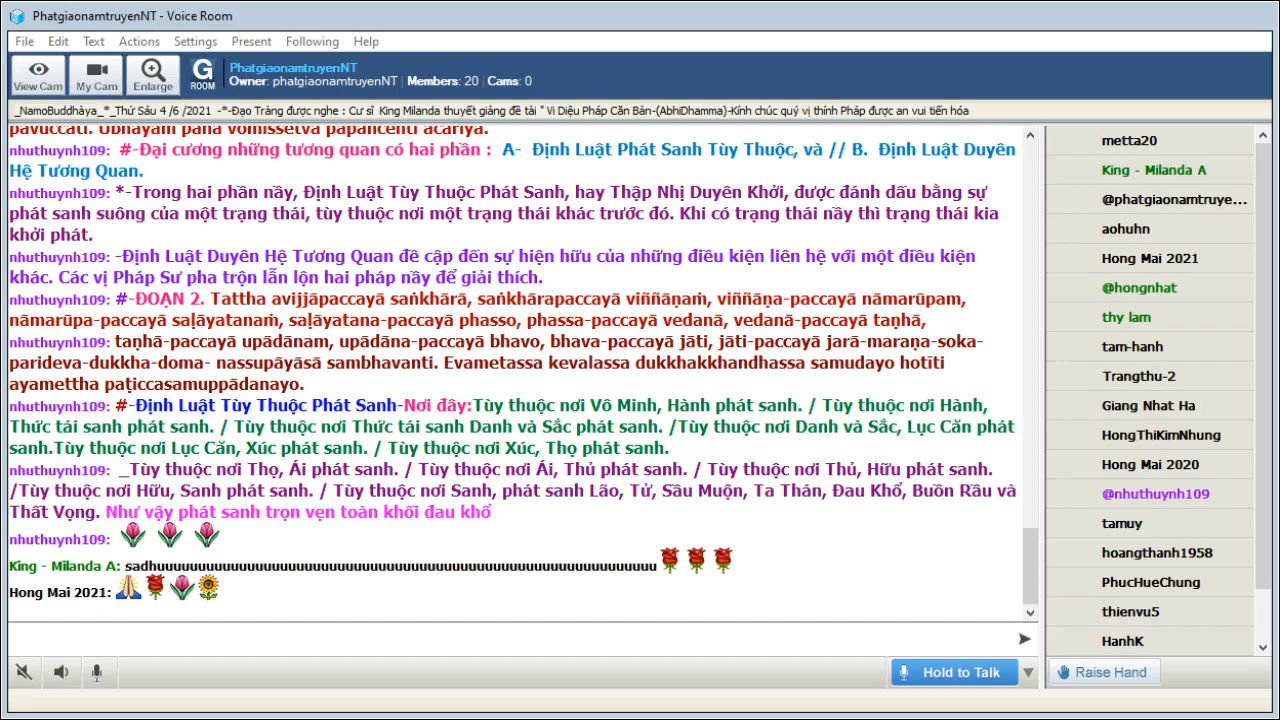 PhatgiaonamtruyenNT - Voice Room
File Edit Text Actions Settings Present Following Help
View Cam My Cam Enlarge G ROOM PhatgiaonamtruyenNT
Owner: phatgiaonamtruyenNT | Members: 20 | Cams: 0
_NamoBuddhàya_*_Thứ Sáu 4 /6 /2021 -*-Đạo Tràng được nghe : Cư sĩ King Milanda thuyết giảng đề tài " Vi Diệu Pháp Căn Bản-(AbhiDhamma)-Kính chúc quý vị thính Pháp được an vui tiến hóa
pavuccati. Ubhayam pana vomissetvā papañcenti ācariyā.
nhuthuynh109: #-Đại cương những tương quan có hai phần : A- Định Luật Phát Sanh Tùy Thuộc, và // B. Định Luật Duyên
Hệ Tương Quan.
nhuthuynh109: *-Trong hai phần nầy, Định Luật Tùy Thuộc Phát Sanh, hay Thập Nhị Duyên Khởi, được đánh dấu bằng sự
phát sanh suông của một trạng thái, tùy thuộc nơi một trạng thái khác trước đó. Khi có trạng thái nầy thì trạng thái kia
khởi phát.
nhuthuynh109: -Định Luật Duyên Hệ Tương Quan đề cập đến sự hiện hữu của những điều kiện liên hệ với một điều kiện
khác. Các vị Pháp Sư pha trộn lẫn lộn hai pháp nầy để giải thích.
nhuthuynh109: #-ĐOẠN 2. Tattha avijjāpaccayā saṅkhārā, saṅkhārapaccayā viññāṇaṁ, viññāṇa-paccayā nāmarūpam,
nāmarūpa-paccayā saḷāyatanaṁ, saḷāyatana-paccayā phasso, phassa-paccayā vedanā, vedanā-paccayā taṇhā,
nhuthuynh109: taṇhā-paccayā upādānam, upādāna-paccayā bhavo, bhava-paccayā jāti, jāti-paccayā jarā-maraṇa-soka-
parideva-dukkha-doma- nassupāyāsā sambhavanti. Evametassa kevalassa dukkhakkhandhassa samudayo hotīti
ayamettha paṭiccasamuppādanayo.
nhuthuynh109: #-Định Luật Tùy Thuộc Phát Sanh-Nơi đây:Tùy thuộc nơi Vô Minh, Hành phát sanh. / Tùy thuộc nơi Hành,
Thức tái sanh phát sanh. / Tùy thuộc nơi Thức tái sanh Danh và Sắc phát sanh. /Tùy thuộc nơi Danh và Sắc, Lục Căn phát
sanh.Tùy thuộc nơi Lục Căn, Xúc phát sanh. / Tùy thuộc nơi Xúc, Thọ phát sanh.
nhuthuynh109: _Tùy thuộc nơi Thọ, Ái phát sanh. / Tùy thuộc nơi Ái, Thủ phát sanh. / Tùy thuộc nơi Thủ, Hữu phát sanh.
/Tùy thuộc nơi Hữu, Sanh phát sanh. / Tùy thuộc nơi Sanh, phát sanh Lão, Tử, Sầu Muộn, Ta Thán, Đau Khổ, Buồn Rầu và
Thất Vọng. Như vậy phát sanh trọn vẹn toàn khối đau khổ
nhuthuynh109:
King - Milanda A: sadhuuuuuuuuuuuuuuuuuuuuuuuuuuuuuuuuuuuuuuuuuuuuuuuuuuuuuuuuuuuuu
Hong Mai 2021:
metta20
King - Milanda A
@phatgiaonamtruye...
aohuhn
Hong Mai 2021
@hongnhat
thy lam
tam-hanh
Trangthu-2
Giang Nhat Ha
HongThiKimNhung
Hong Mai 2020
@nhuthuynh109
tamuy
hoangthanh1958
PhucHueChung
thienvu5
HanhK
Hold to Talk
Raise Hand